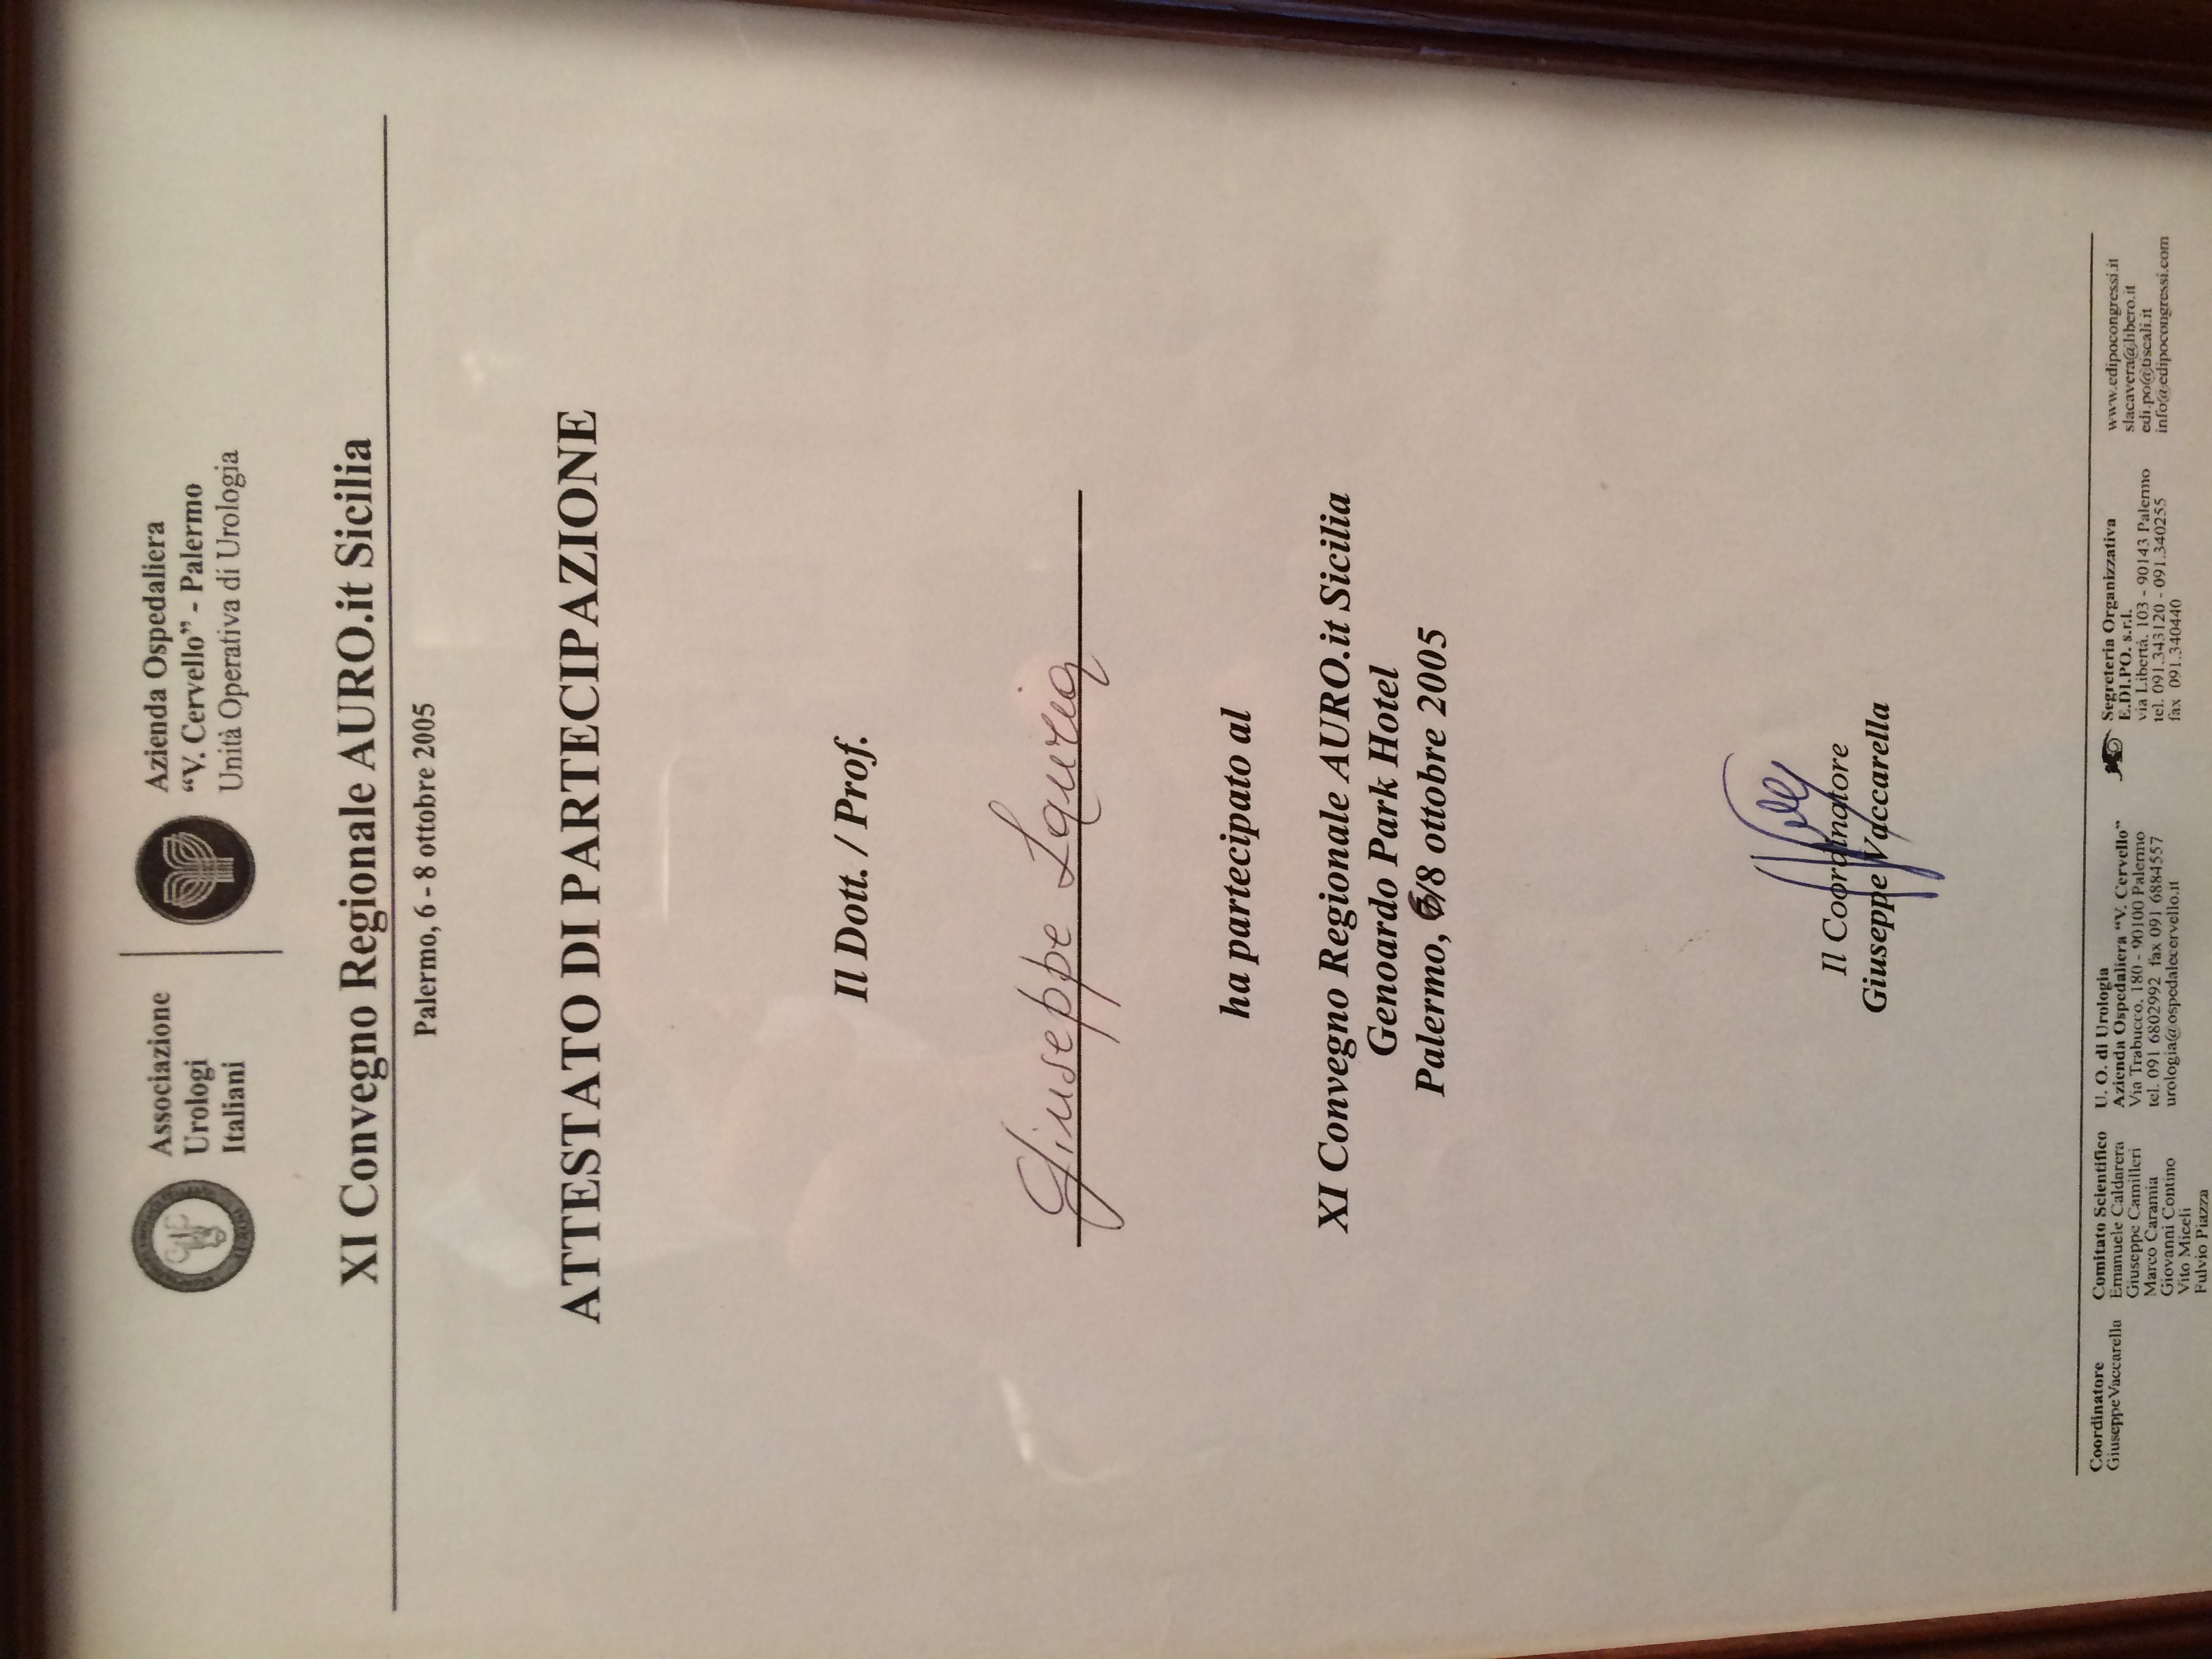 Associazione
Urologi
Italiani
Azienda Ospedaliera
“V. Cervello” - Palermo
Unità Operativa di Urologia
XI Convegno Regionale AURO.it Sicilia
Palermo, 6 - 8 ottobre 2005
ATTESTATO DI PARTECIPAZIONE
Il Dott. / Prof.
Giuseppe Laurea
ha partecipato al
XI Convegno Regionale AURO.it Sicilia
Genoardo Park Hotel
Palermo, 6/8 ottobre 2005
Il Coordinatore
Giuseppe Vaccarella
Coordinatore
Giuseppe Vaccarella
Comitato Scientifico
Emanuele Caldarera
Giuseppe Camilleri
Marco Caramia
Giovanni Contino
Vito Miceli
Fulvio Piazza
U. O. di Urologia
Azienda Ospedaliera “V. Cervello”
Via Trabucco, 180 - 90100 Palermo
tel. 091 6802992 fax 091 6884557
urologia@ospedalecervello.it
Segreteria Organizzativa
E.DI.PO. s.r.l.
via Libertà, 103 - 90143 Palermo
tel. 091.343120 - 091.340255
fax 091.340440
www.edipocongressi.it
slacavera@libero.it
edi.po@tiscali.it
info@edipocongressi.com